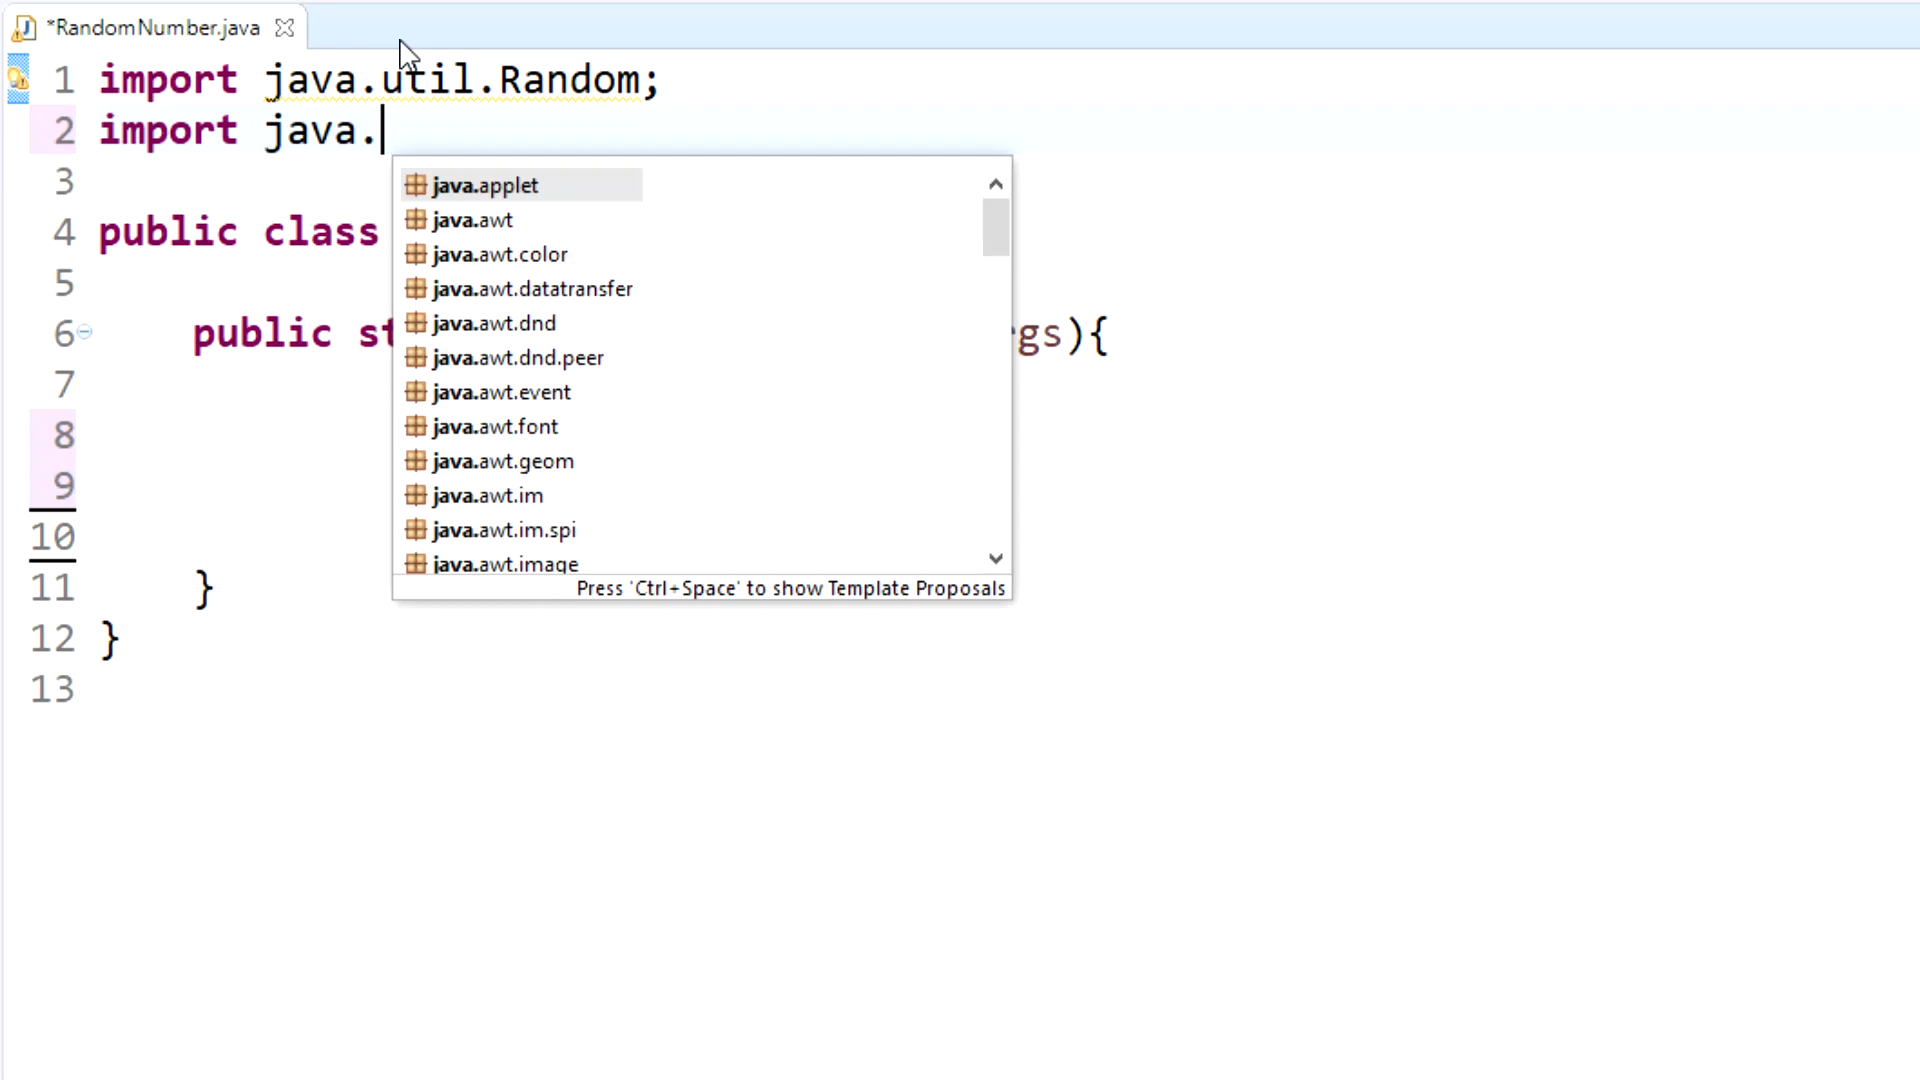 *RandomNumber.java
1 import java.util.Random;
2 import java.
3
4 public class
5
6 public st gs){
7
8
9
10
11 }
12 }
13
java.applet
java.awt
java.awt.color
java.awt.datatransfer
java.awt.dnd
java.awt.dnd.peer
java.awt.event
java.awt.font
java.awt.geom
java.awt.im
java.awt.im.spi
java.awt.image
Press 'Ctrl+Space' to show Template Proposals